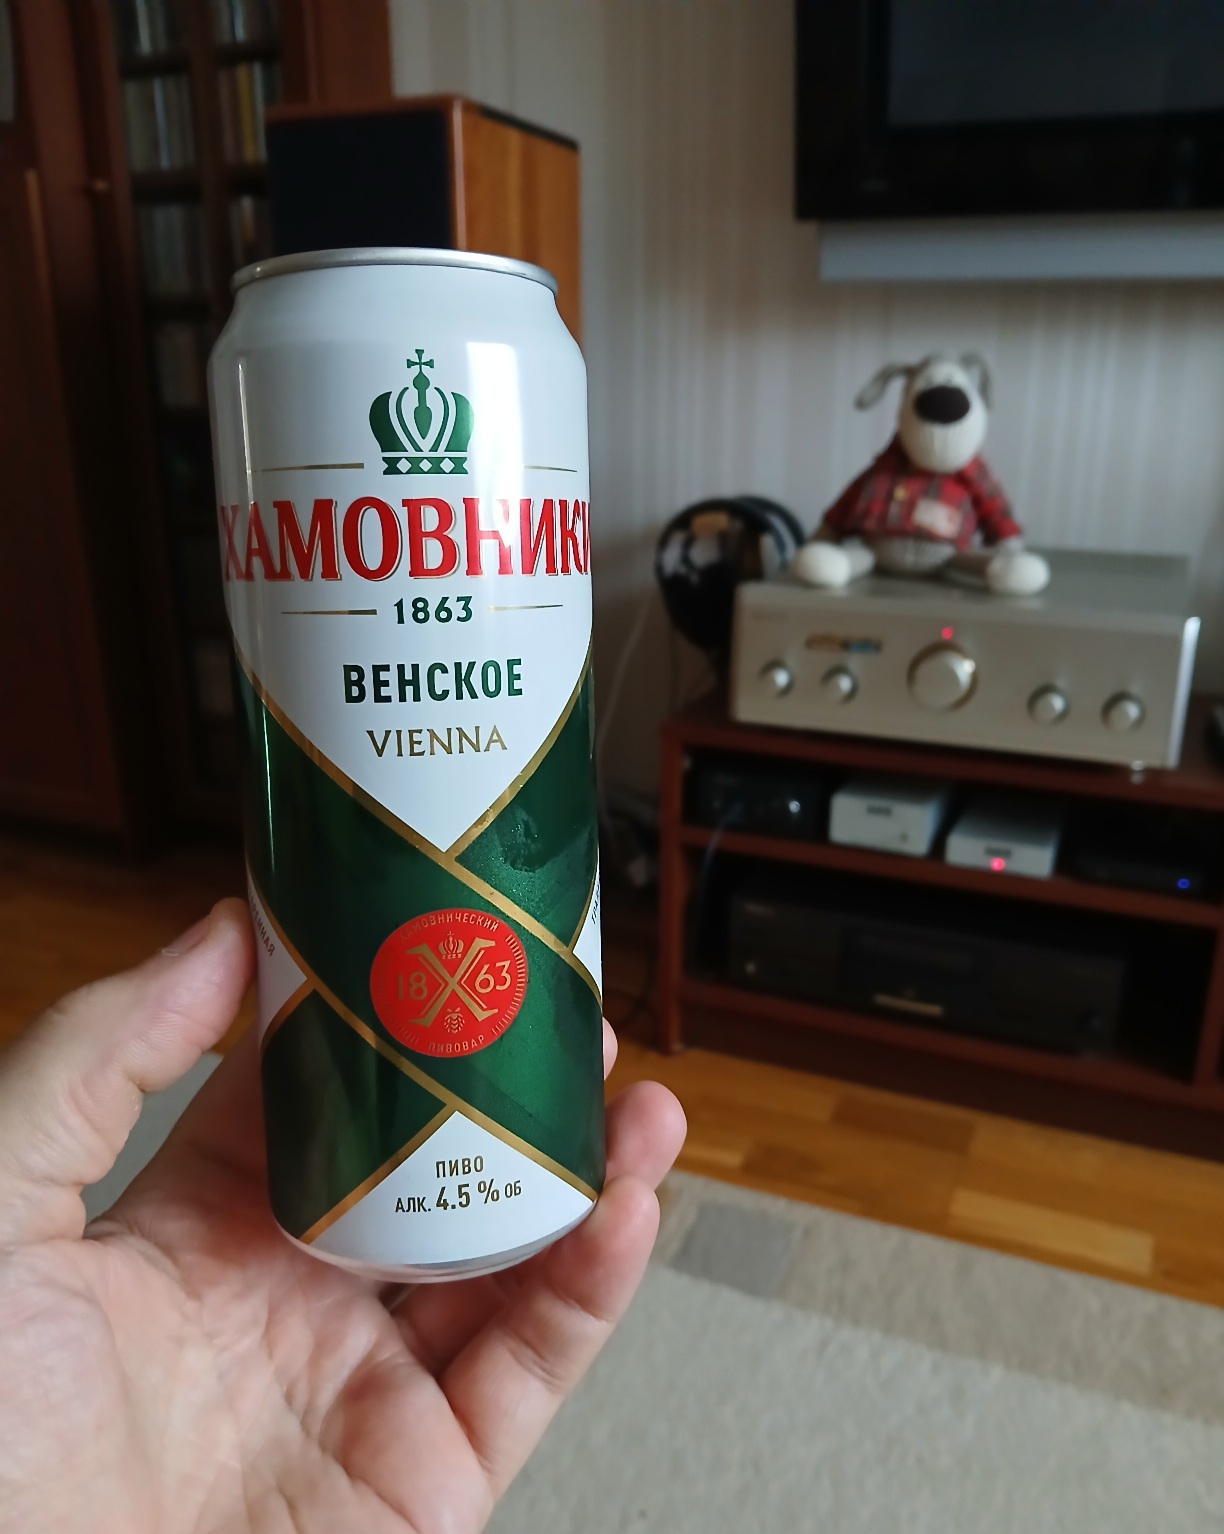 ХАМОВНИКИ
1863
ВЕНСКОЕ
VIENNA
ХАМОВНИЧЕСКИЙ
18 63
ПИВОВАР
ПИВО
АЛК. 4.5 % ОБ